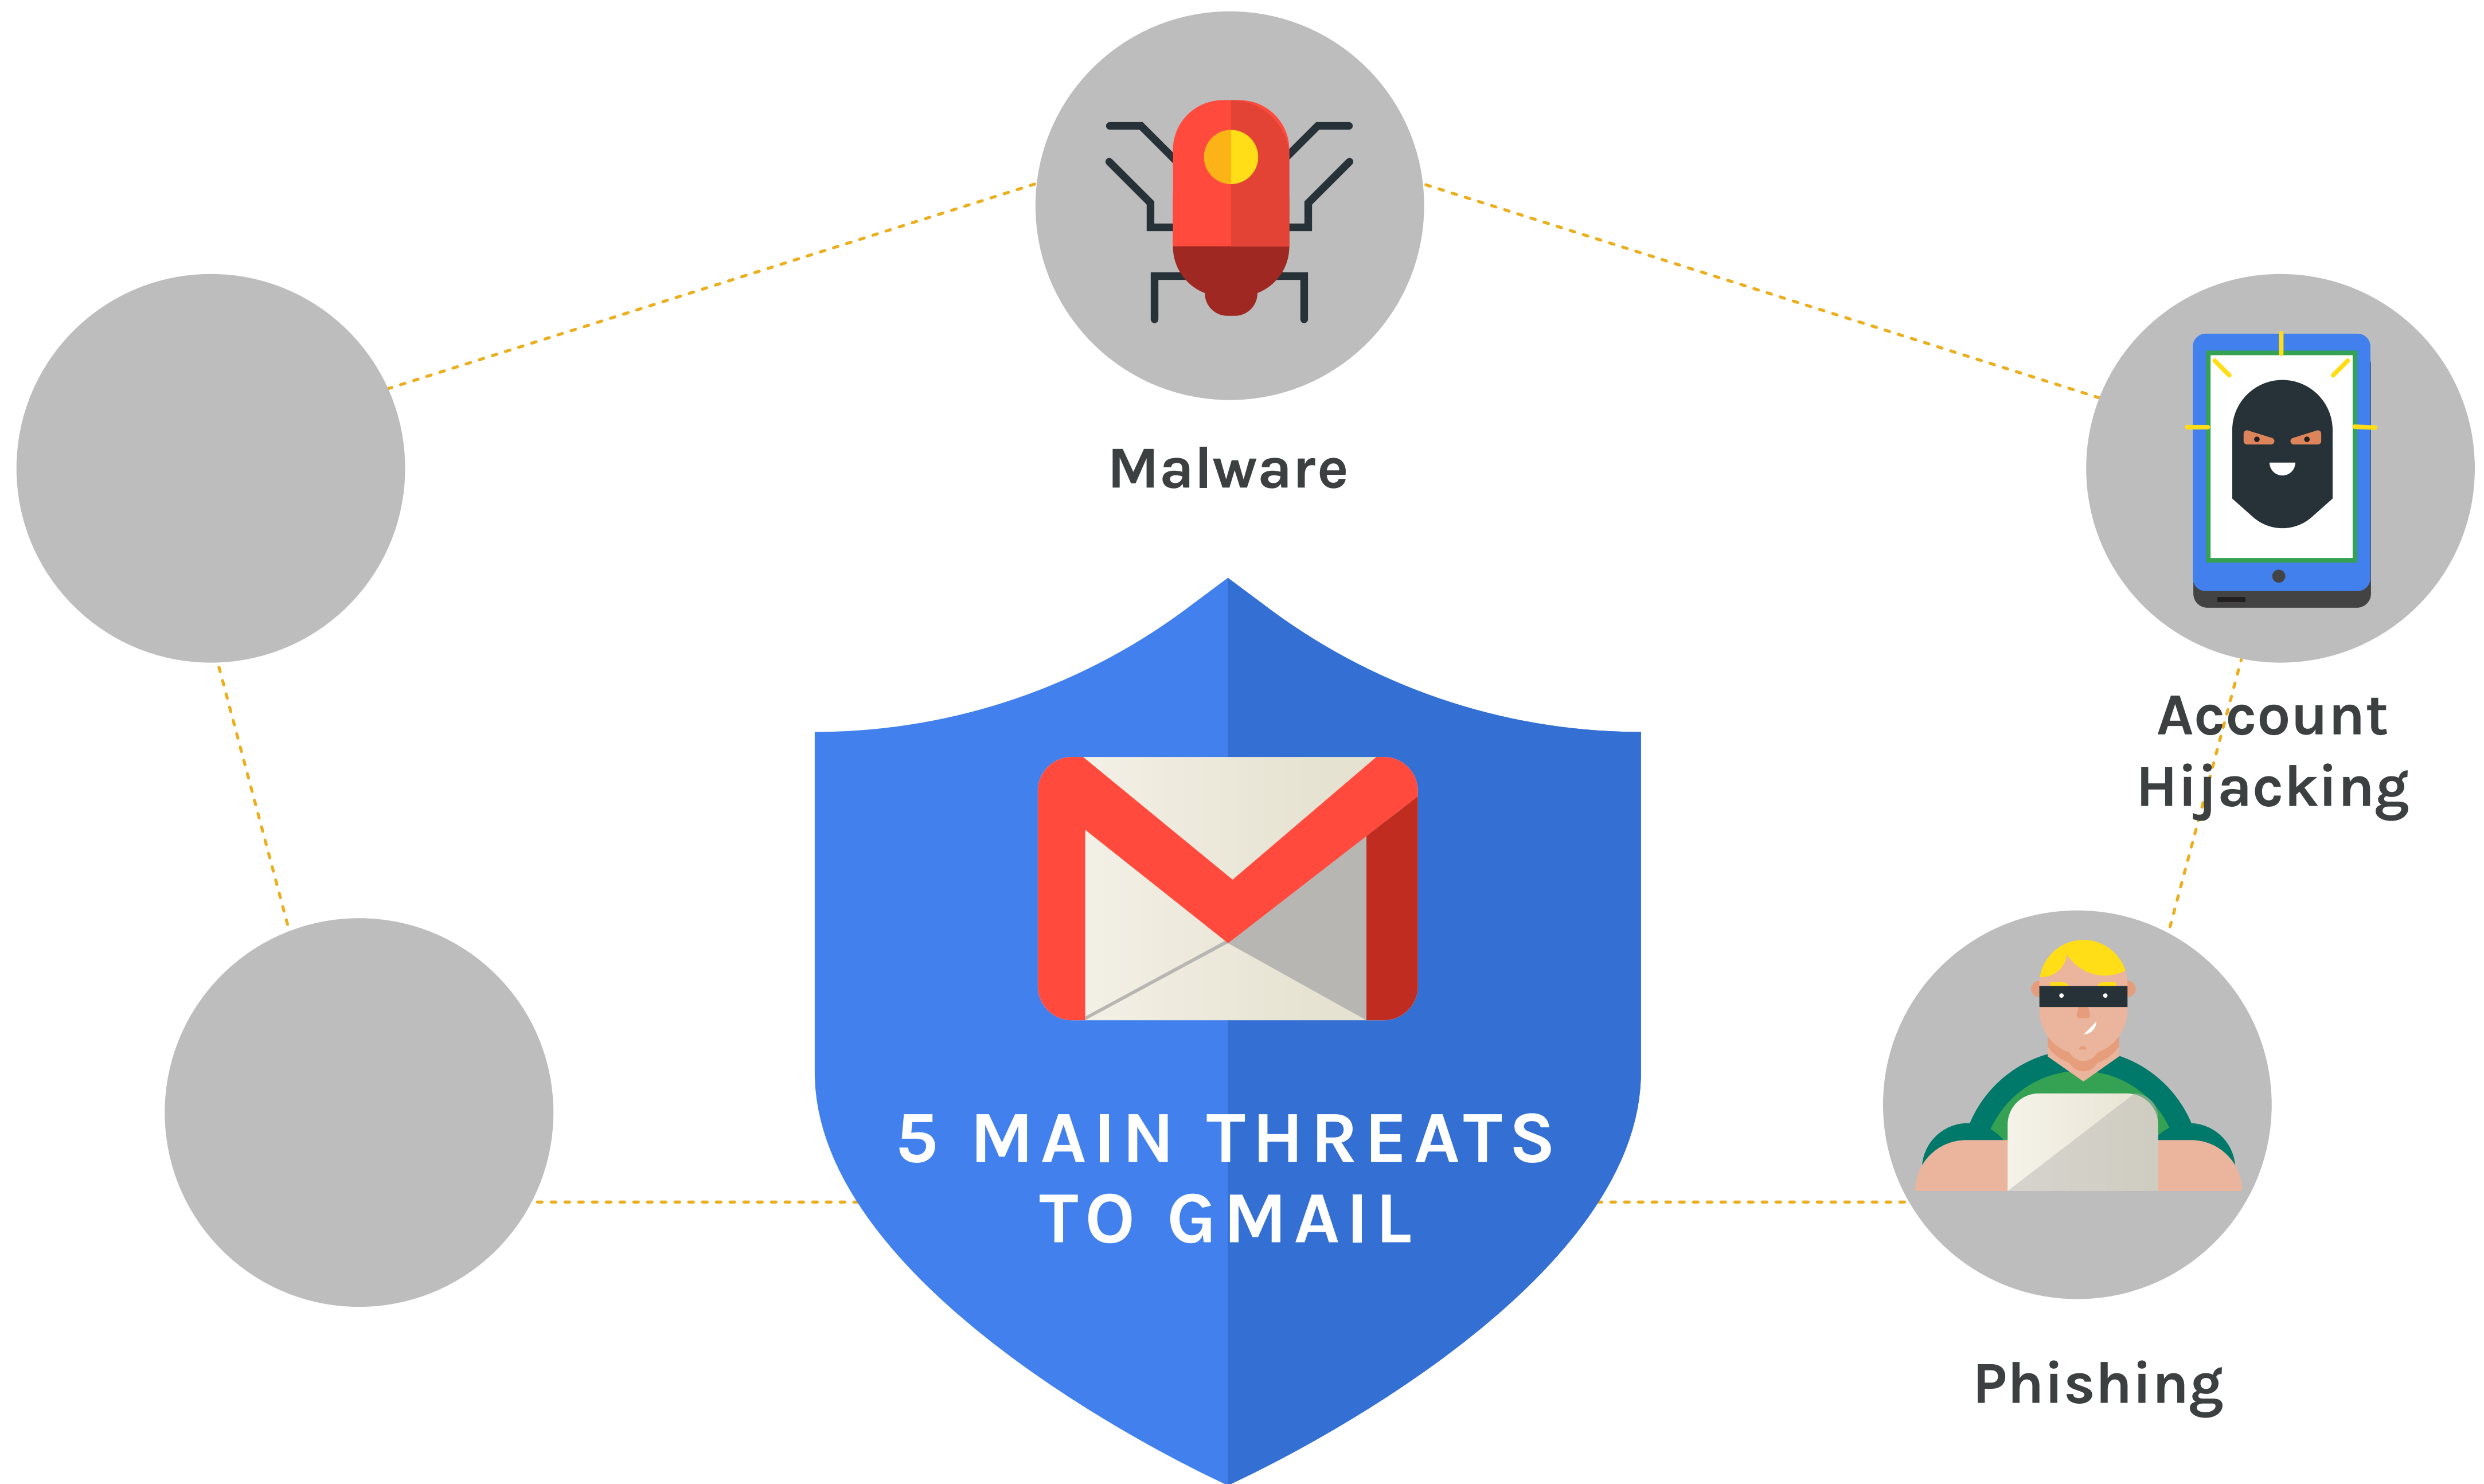 Malware
Account
Hijacking
5 MAIN THREATS
TO GMAIL
Phishing